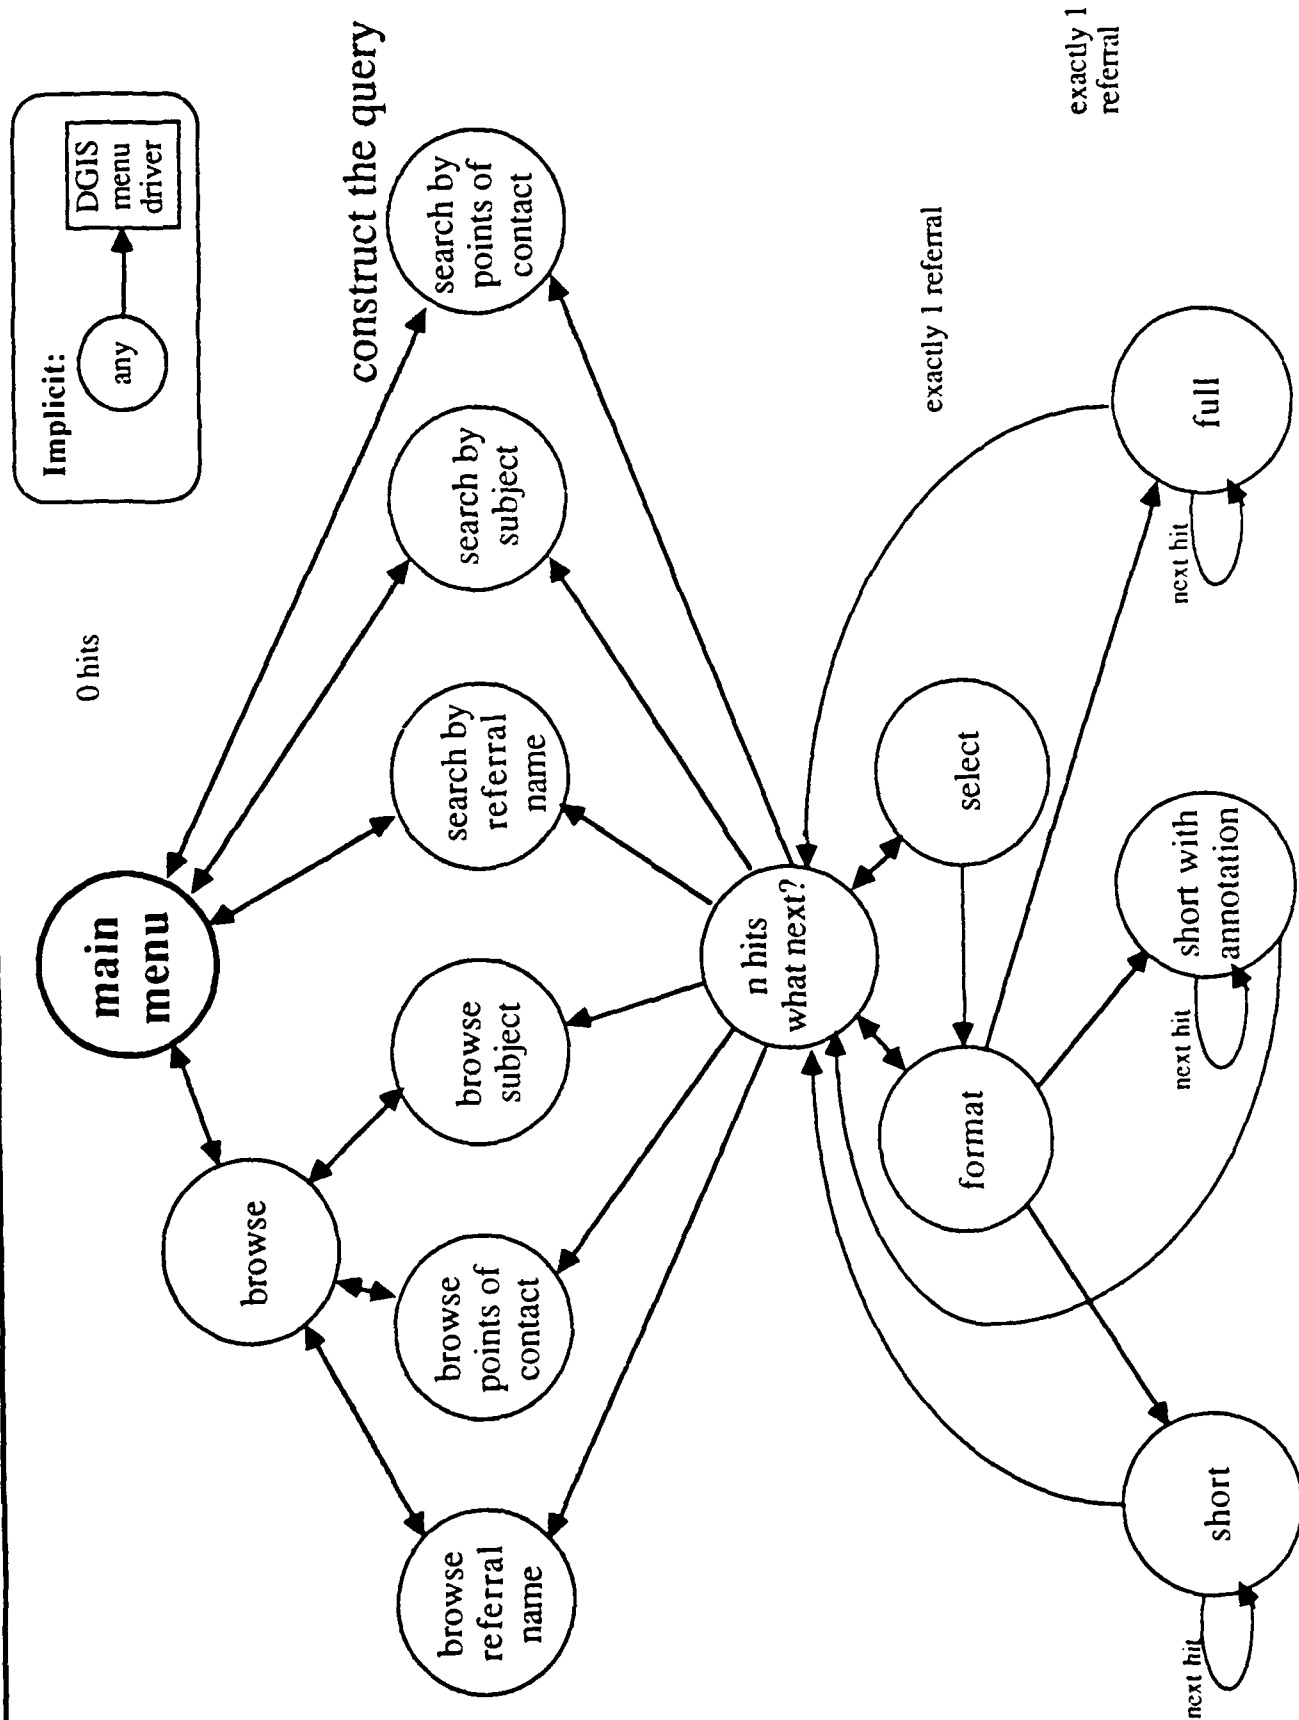 Implicit:
any
DGIS
menu
driver
0 hits
main
menu
construct the query
browse
browse
referral
name
browse
points of
contact
browse
subject
search by
referral
name
search by
subject
search by
points of
contact
n hits
what next?
exactly 1 referral
exactly 1
referral
format
select
short
next hit
short with
annotation
next hit
full
next hit